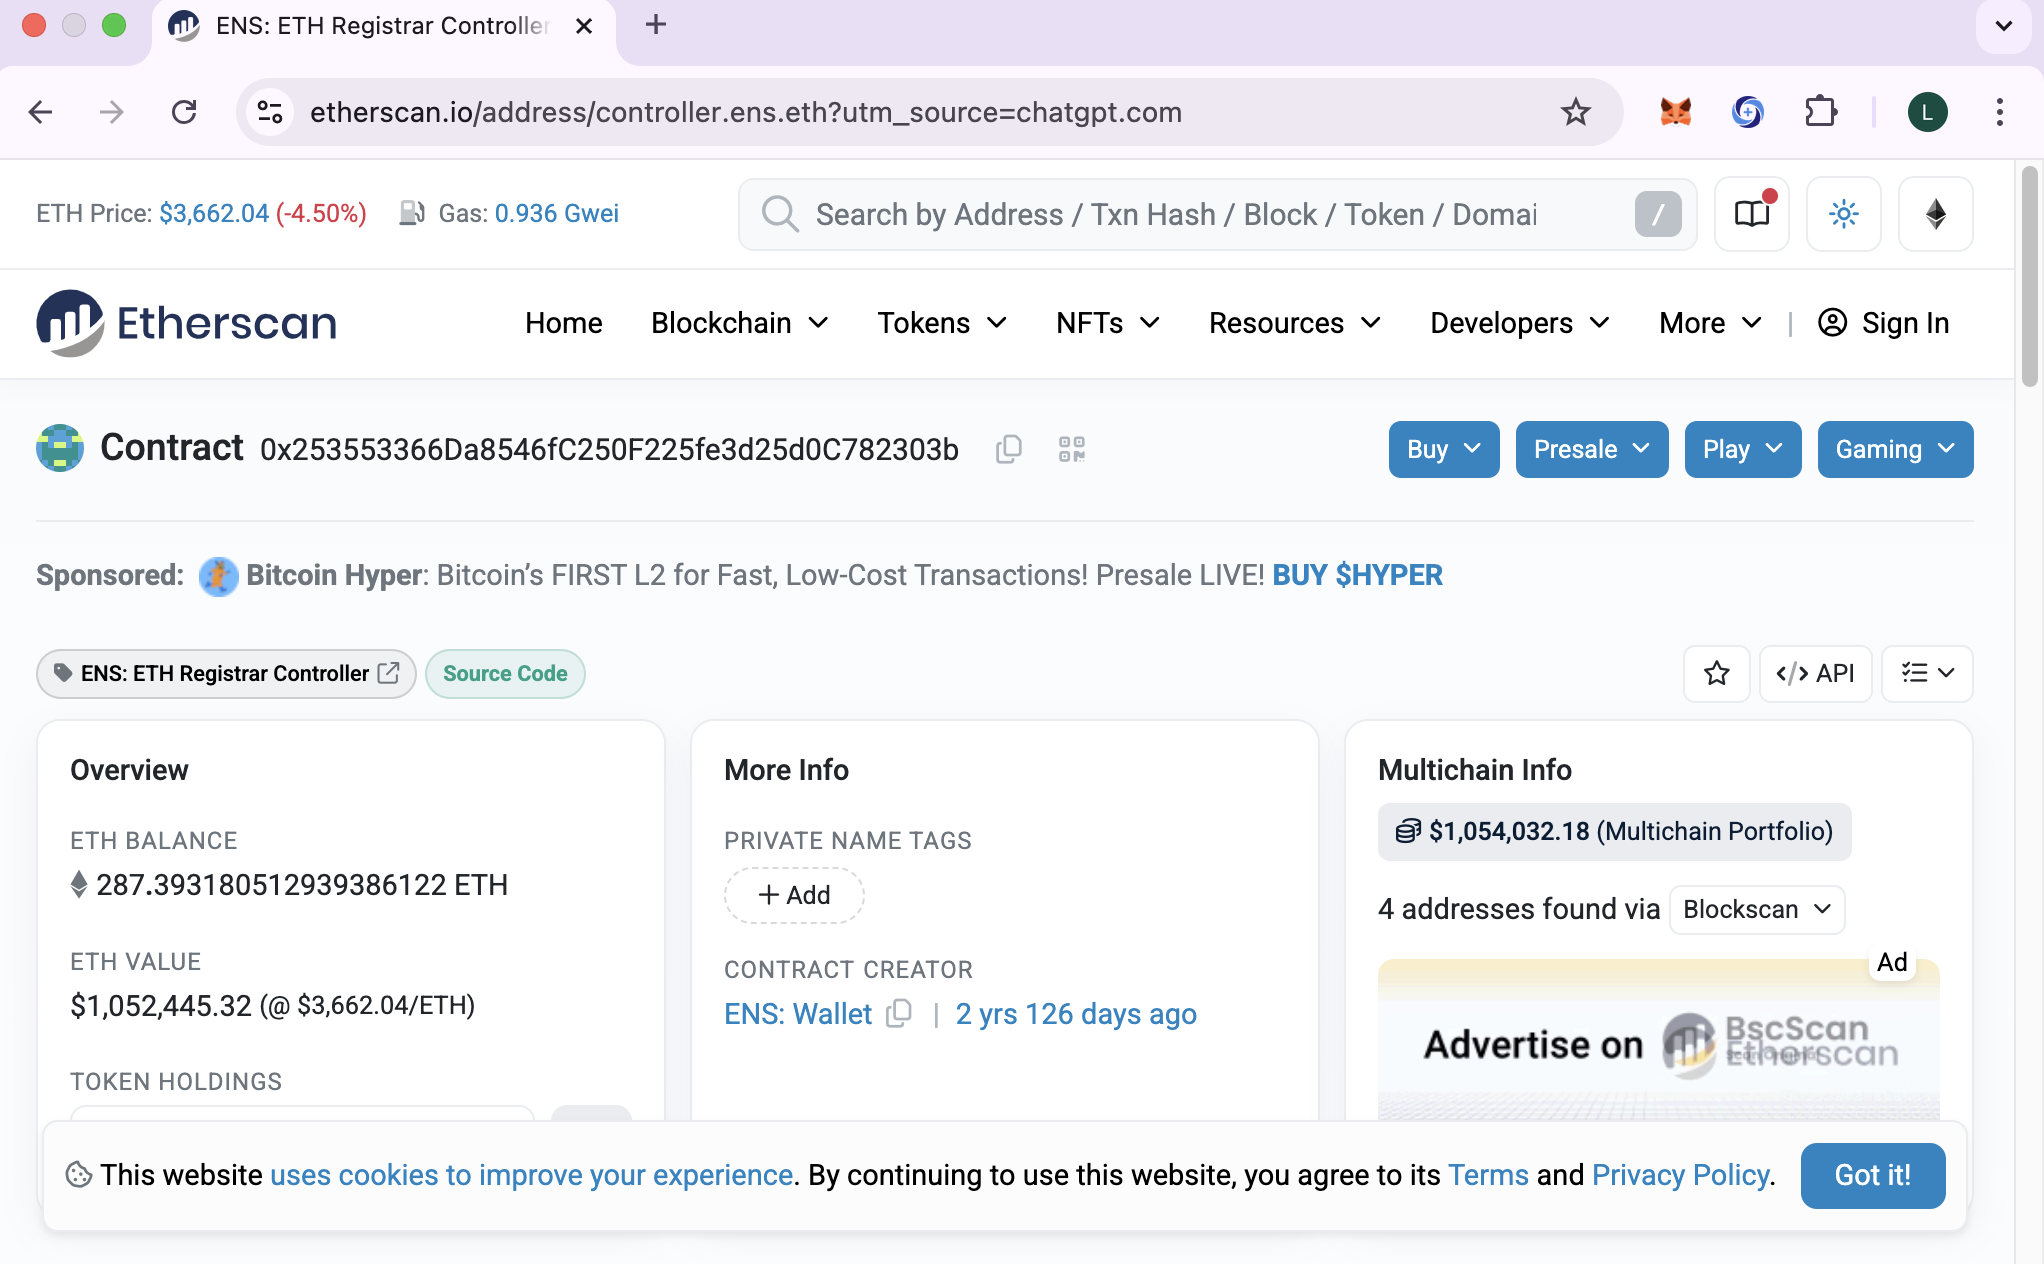 ENS: ETH Registrar Controller
etherscan.io/address/controller.ens.eth?utm_source=chatgpt.com
L
ETH Price: $3,662.04 (-4.50%) Gas: 0.936 Gwei
Search by Address / Txn Hash / Block / Token / Domai
/
Etherscan
Home Blockchain Tokens NFTs Resources Developers More | Sign In
Contract 0x253553366Da8546fC250F225fe3d25d0C782303b
Buy Presale Play Gaming
Sponsored: Bitcoin Hyper: Bitcoin’s FIRST L2 for Fast, Low-Cost Transactions! Presale LIVE! BUY $HYPER
ENS: ETH Registrar Controller Source Code
</> API
Overview
ETH BALANCE
287.393180512939386122 ETH
ETH VALUE
$1,052,445.32 (@ $3,662.04/ETH)
TOKEN HOLDINGS
More Info
PRIVATE NAME TAGS
+ Add
CONTRACT CREATOR
ENS: Wallet | 2 yrs 126 days ago
Multichain Info
$1,054,032.18 (Multichain Portfolio)
4 addresses found via Blockscan
Ad
Advertise on BscScan
Etherscan
This website uses cookies to improve your experience. By continuing to use this website, you agree to its Terms and Privacy Policy.
Got it!